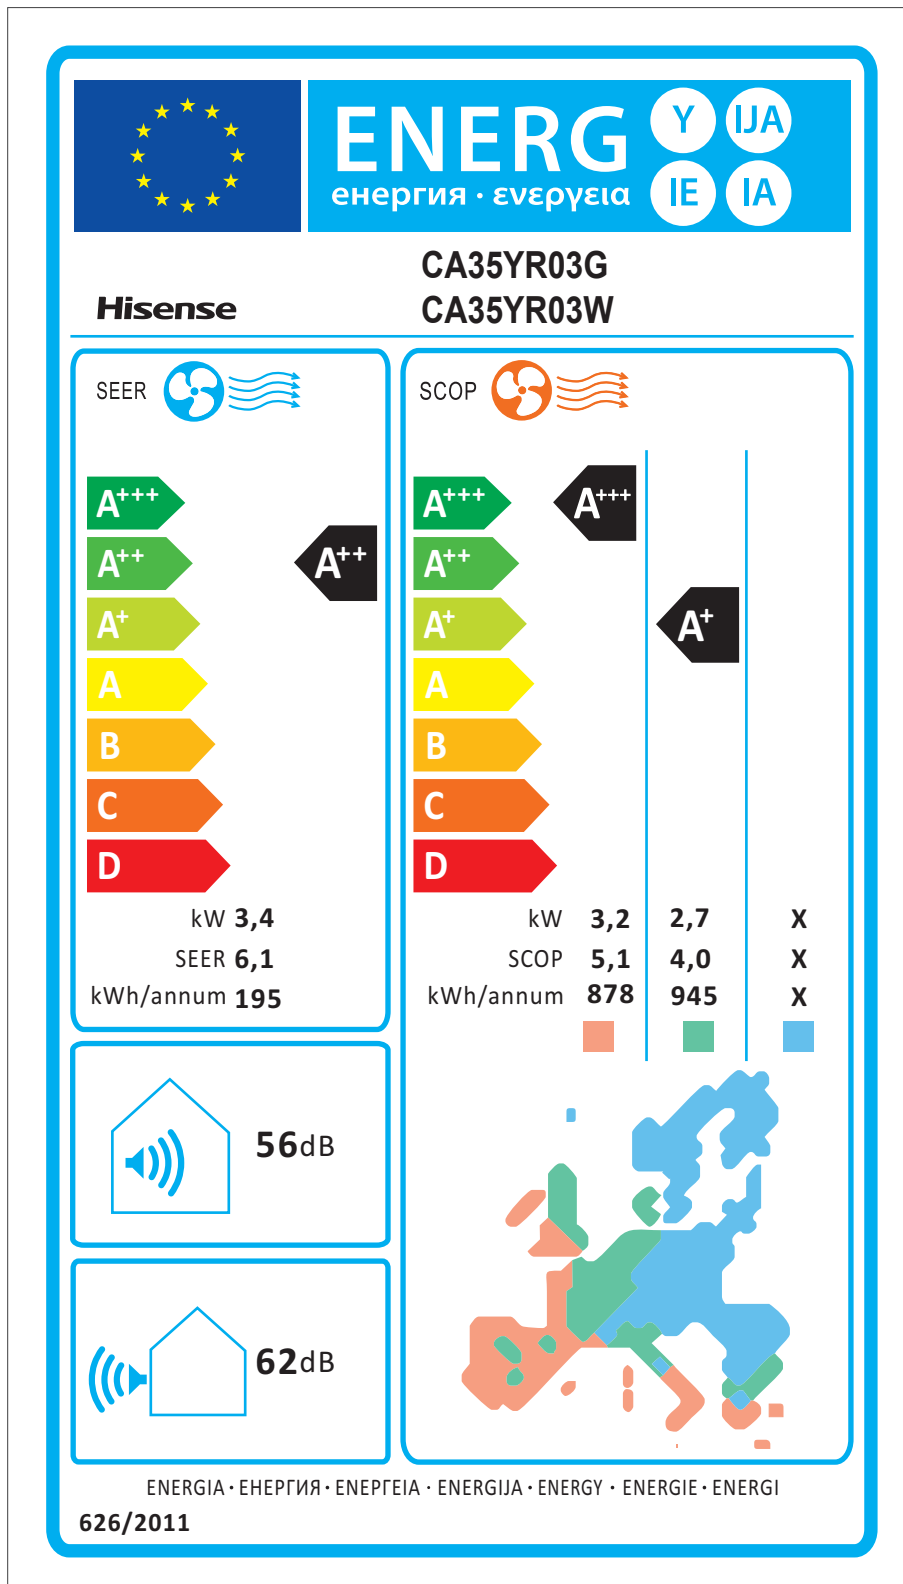 ENERG
енергия · ενεργεια
Y
IJA
IE
IA
Hisense
CA35YR03G
CA35YR03W
SEER
A+++
A++
A+
A
B
C
D
A++
kW 3,4
SEER 6,1
kWh/annum 195
SCOP
A+++
A++
A+
A
B
C
D
A+++
A+
kW 3,2 2,7 X
SCOP 5,1 4,0 X
kWh/annum 878 945 X
56dB
62dB
ENERGIA · ЕНЕРГИЯ · ΕΝΕΡΓΕΙΑ · ENERGIJA · ENERGY · ENERGIE · ENERGI
626/2011